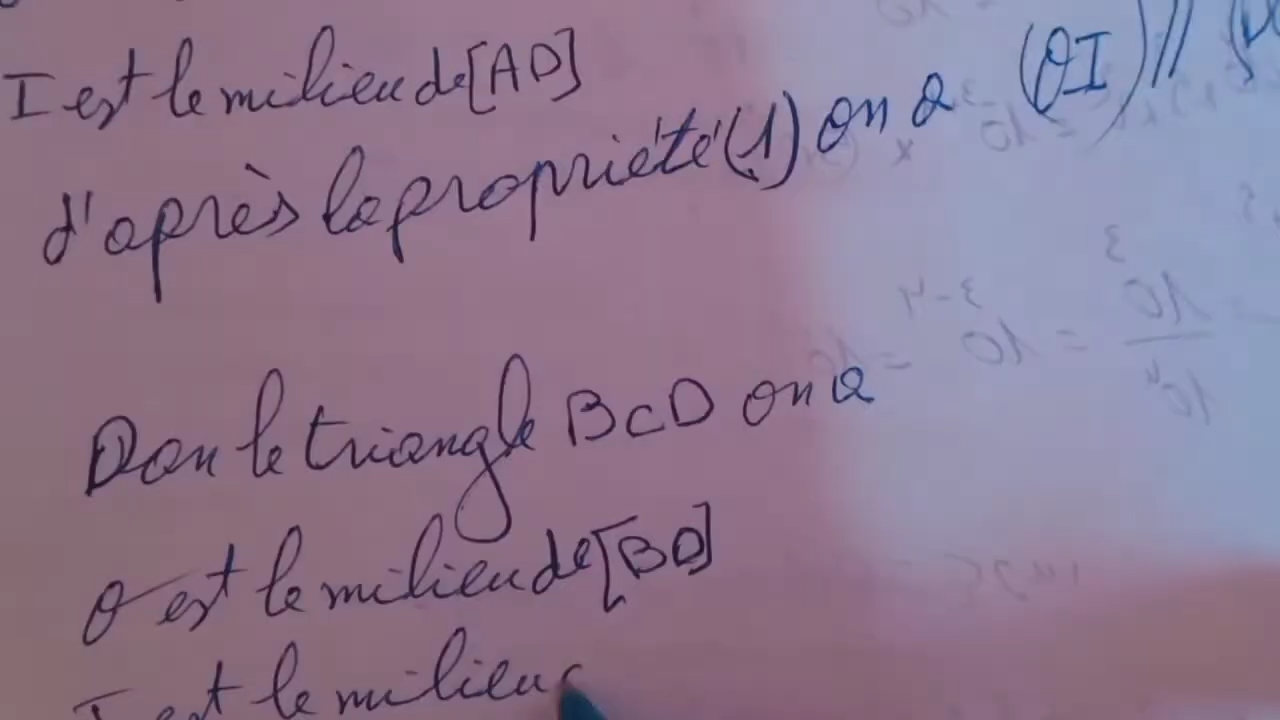 I est le milieu de [AD]
d'après la propriété (1) on a (OI) //
Dan le triangle BCD on a
O est le milieu de [BD]
I est le milieu